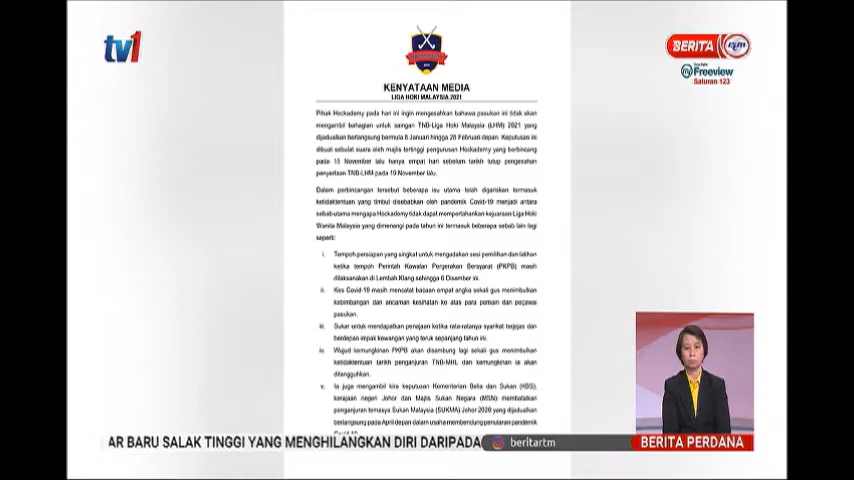 tv1
BERITA rtm
Freeview
Saluran 123
KENYATAAN MEDIA
LIGA HOKI MALAYSIA 2021
Pihak Hockademy pada hari ini ingin mengesahkan bahawa pasukan ini tidak akan
mengambil bahagian untuk saingan TNB-Liga Hoki Malaysia (LHM) 2021 yang
dijadualkan berlangsung bermula 8 Januari hingga 28 Februari depan. Keputusan ini
dibuat sebulat suara oleh majlis tertinggi pengurusan Hockademy yang berbincang
pada 15 November lalu hanya empat hari sebelum tarikh tutup pengesahan
penyertaan TNB-LHM pada 19 November lalu.
Dalam perbincangan tersebut beberapa isu utama telah digariskan termasuk
ketidaktentuan yang timbul disebabkan oleh pandemik Covid-19 menjadi antara
sebab utama mengapa Hockademy tidak dapat mempertahankan kejuaraan Liga Hoki
Wanita Malaysia yang dimenangi pada tahun ini termasuk beberapa sebab lain lagi
seperti:
i. Tempoh persiapan yang singkat untuk mengadakan sesi pemilihan dan latihan
ketika tempoh Perintah Kawalan Pergerakan Bersyarat (PKPB) masih
dilaksanakan di Lembah Klang sehingga 6 Disember ini.
ii. Kes Covid-19 masih mencatat bacaan empat angka sekali gus menimbulkan
kebimbangan dan ancaman kesihatan ke atas para pemain dan pegawai
pasukan.
iii. Sukar untuk mendapatkan penajaan ketika rata-ratanya syarikat terjejas dan
berdepan impak kewangan yang teruk sepanjang tahun ini.
iv. Wujud kemungkinan PKPB akan disambung lagi sekali gus menimbulkan
ketidaktentuan tarikh penganjuran TNB-MHL dan kemungkinan ia akan
ditangguhkan.
v. Ia juga mengambil kira keputusan Kementerian Belia dan Sukan (KBS),
kerajaan negeri Johor dan Majlis Sukan Negara (MSN) membatalkan
penganjuran temasya Sukan Malaysia (SUKMA) Johor 2020 yang dijadualkan
berlangsung pada April depan dalam usaha membendung penularan pandemik
AR BARU SALAK TINGGI YANG MENGHILANGKAN DIRI DARIPADA
beritartm
BERITA PERDANA